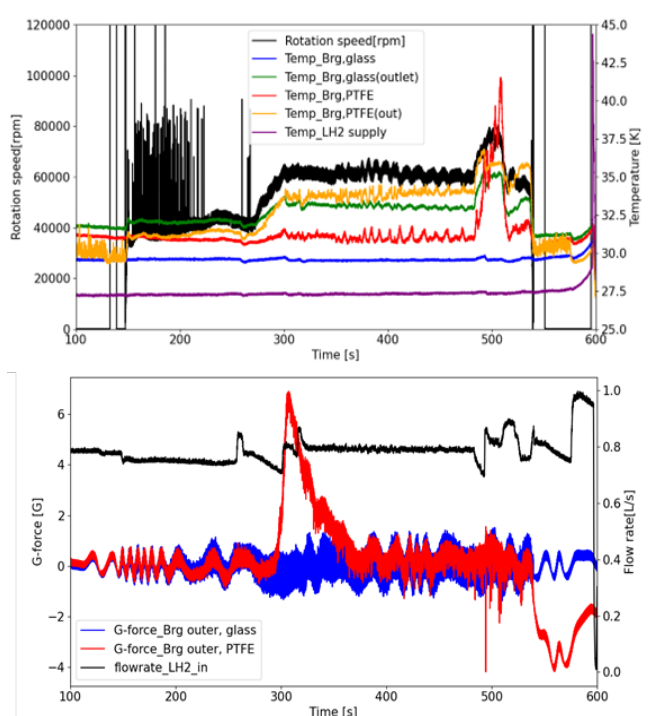 120000
100000
80000
60000
40000
20000
0
Rotation speed[rpm]
Rotation speed[rpm]
Temp_Brg,glass
Temp_Brg,glass(outlet)
Temp_Brg,PTFE
Temp_Brg,PTFE(out)
Temp_LH2 supply
45.0
42.5
40.0
37.5
35.0
32.5
30.0
27.5
25.0
Temperature [K]
100 200 300 400 500 600
Time [s]
6
4
2
0
−2
−4
G-force [G]
G-force_Brg outer, glass
G-force_Brg outer, PTFE
flowrate_LH2_in
1.0
0.8
0.6
0.4
0.2
0.0
Flow rate[L/s]
100 200 300 400 500 600
Time [s]